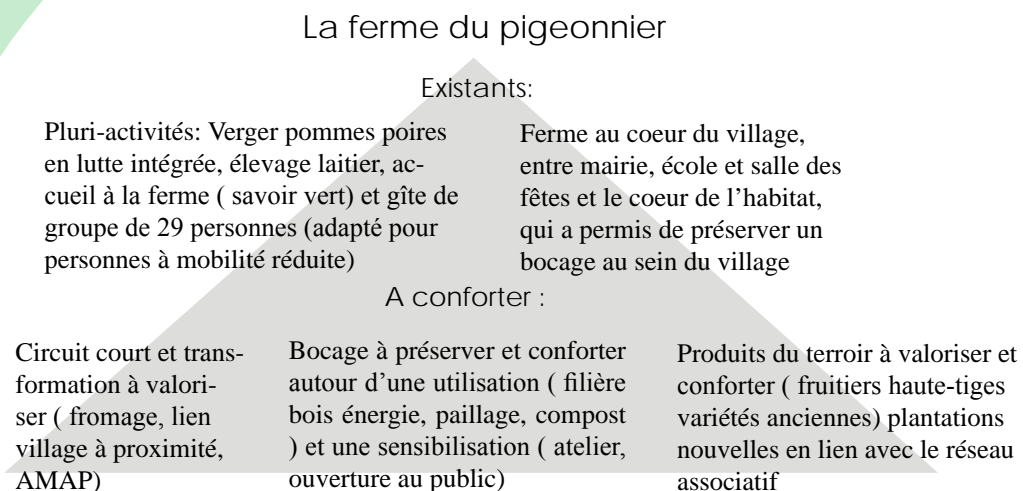 La ferme du pigeonnier
Existants:
Pluri-activités: Verger pommes poires
en lutte intégrée, élevage laitier, ac-
cueil à la ferme ( savoir vert) et gîte de
groupe de 29 personnes (adapté pour
personnes à mobilité réduite)
Ferme au coeur du village,
entre mairie, école et salle des
fêtes et le coeur de l'habitat,
qui a permis de préserver un
bocage au sein du village
A conforter :
Circuit court et trans-
formation à valori-
ser ( fromage, lien
village à proximité,
AMAP)
Bocage à préserver et conforter
autour d'une utilisation ( filière
bois énergie, paillage, compost
) et une sensibilisation ( atelier,
ouverture au public)
Produits du terroir à valoriser et
conforter ( fruitiers haute-tiges
variétés anciennes) plantations
nouvelles en lien avec le réseau
associatif